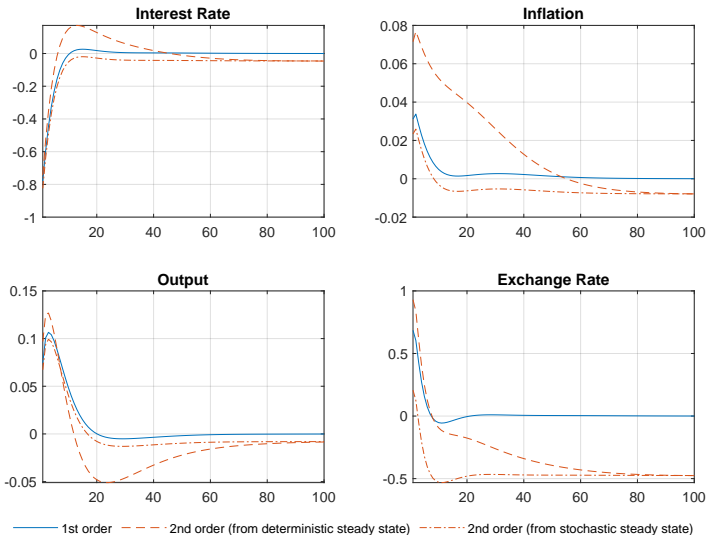 Interest Rate
0
-0.2
-0.4
-0.6
-0.8
-1
20 40 60 80 100
Inflation
0.08
0.06
0.04
0.02
0
-0.02
20 40 60 80 100
Output
0.15
0.1
0.05
0
-0.05
20 40 60 80 100
Exchange Rate
1
0.5
0
-0.5
20 40 60 80 100
1st order 2nd order (from deterministic steady state) 2nd order (from stochastic steady state)